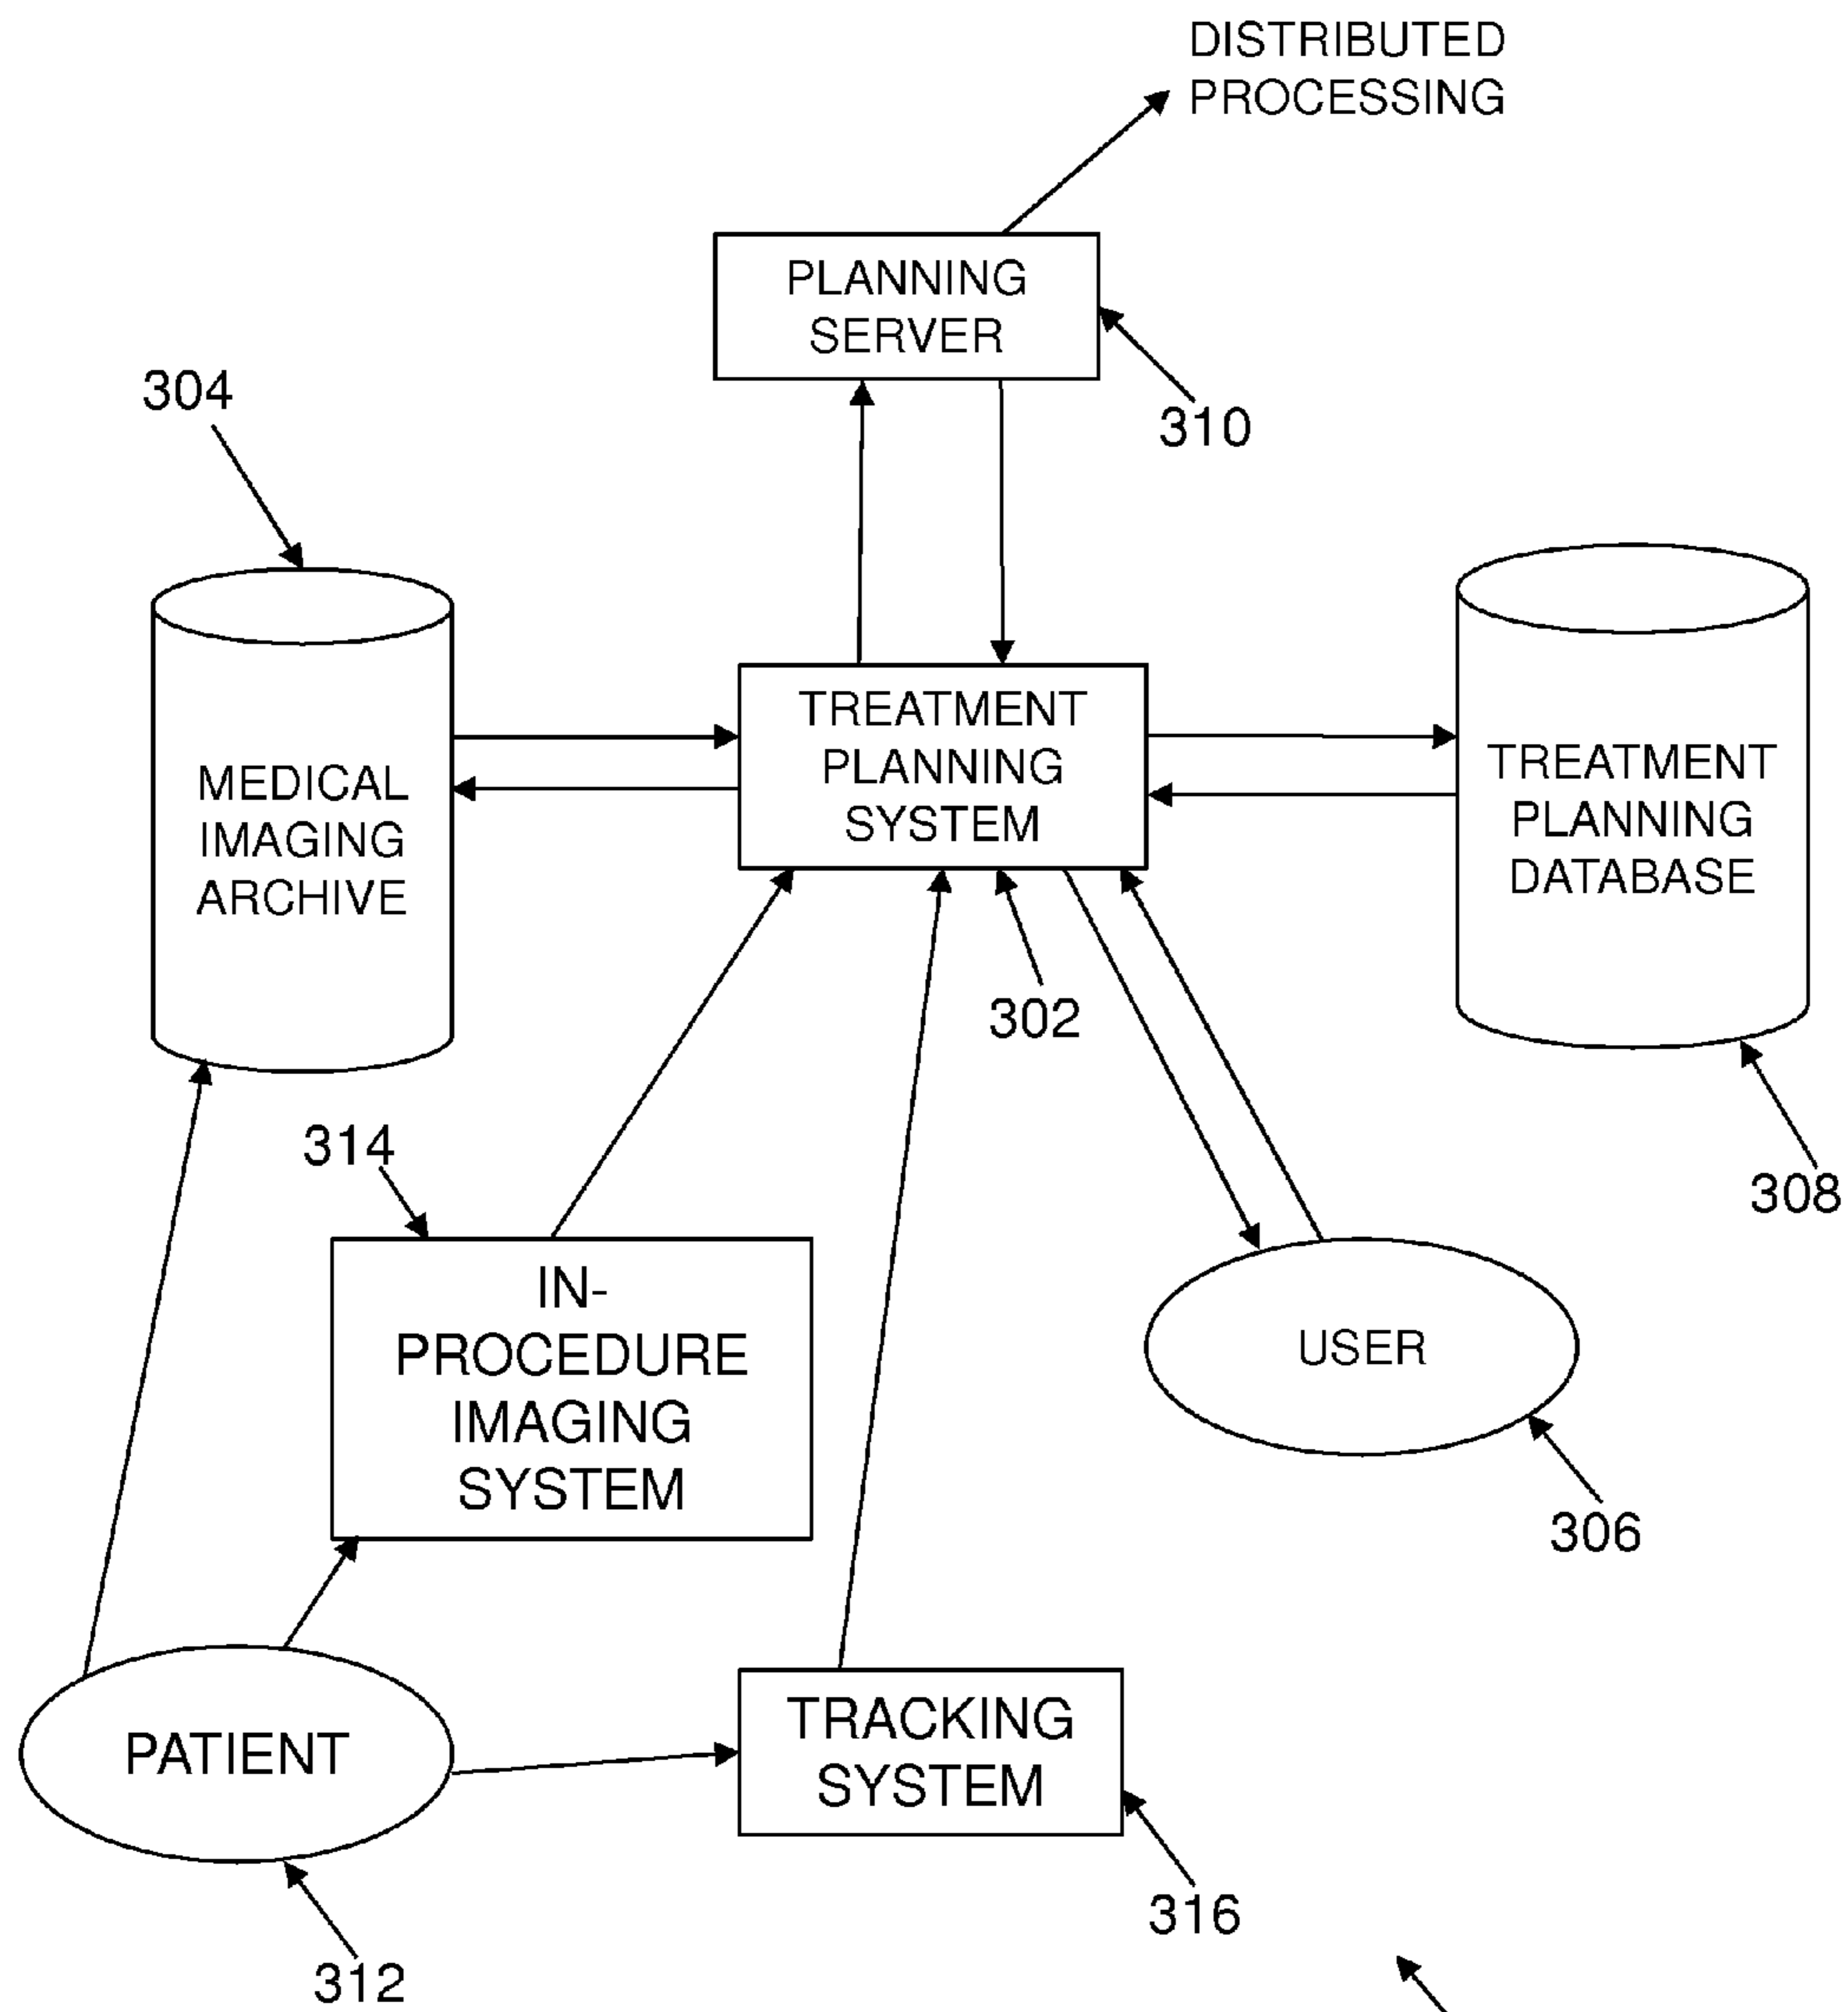 DISTRIBUTED
PROCESSING
PLANNING
SERVER
310
304
MEDICAL
IMAGING
ARCHIVE
TREATMENT
PLANNING
SYSTEM
TREATMENT
PLANNING
DATABASE
302
308
314
IN-
PROCEDURE
IMAGING
SYSTEM
USER
306
PATIENT
TRACKING
SYSTEM
316
312